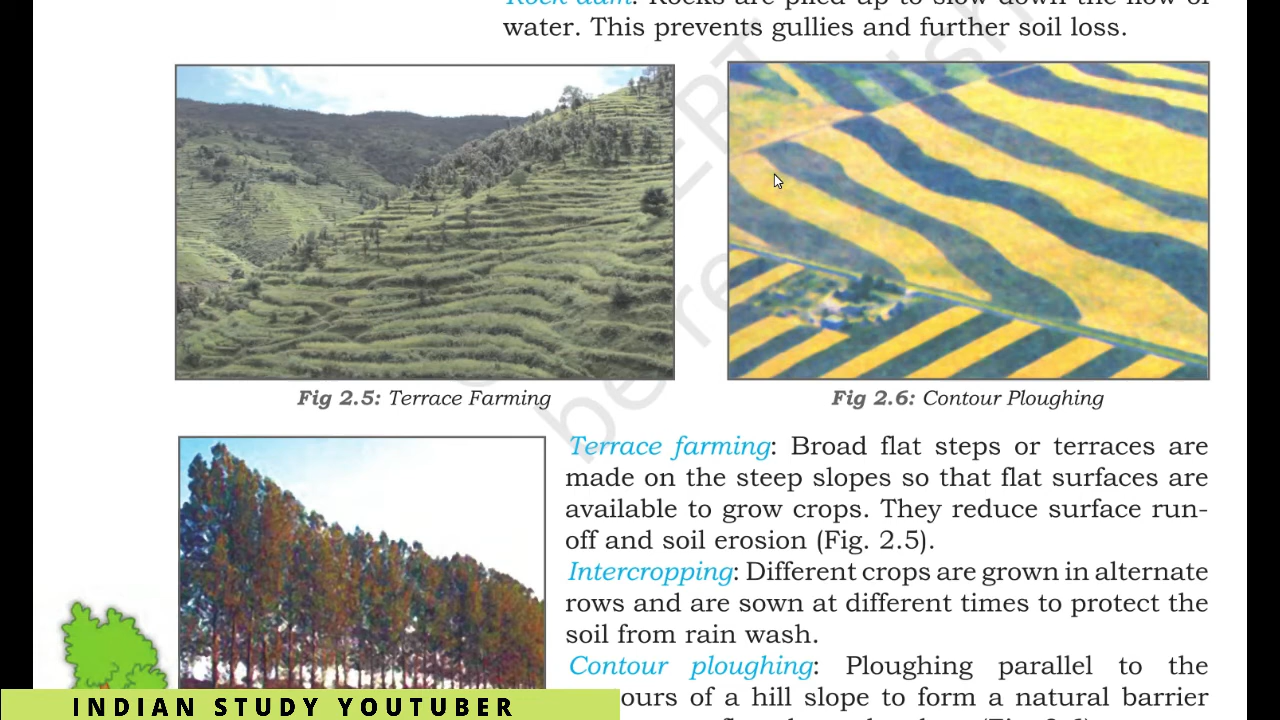 water. This prevents gullies and further soil loss.
Fig 2.5: Terrace Farming
Fig 2.6: Contour Ploughing
Terrace farming: Broad flat steps or terraces are
made on the steep slopes so that flat surfaces are
available to grow crops. They reduce surface run-
off and soil erosion (Fig. 2.5).
Intercropping: Different crops are grown in alternate
rows and are sown at different times to protect the
soil from rain wash.
Contour ploughing: Ploughing parallel to the
ours of a hill slope to form a natural barrier
INDIAN STUDY YOUTUBER